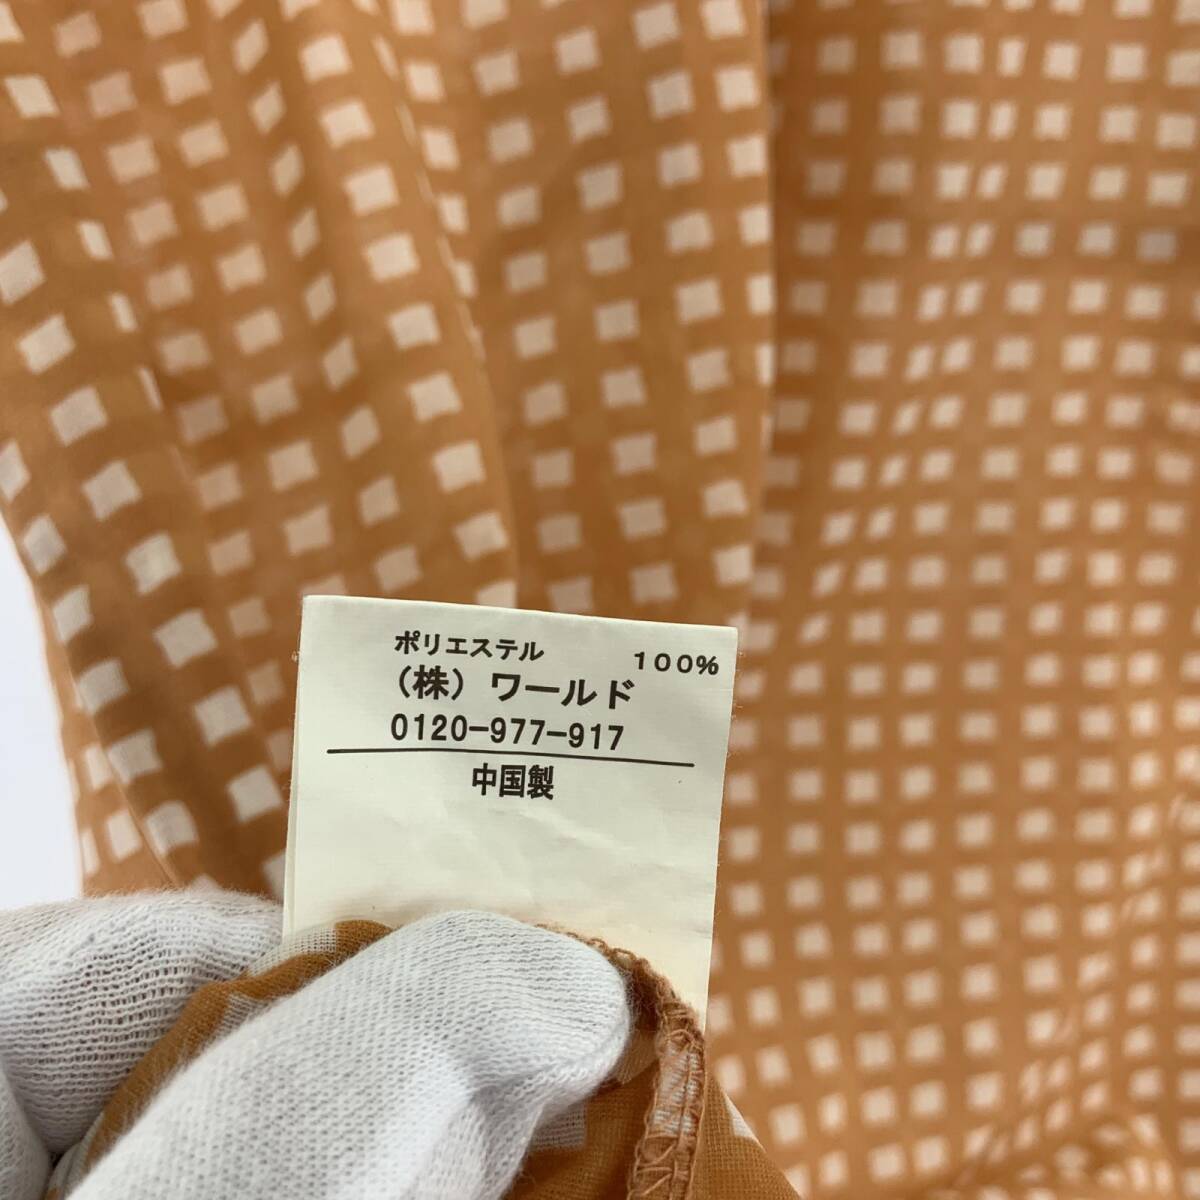 ポリエステル 100%
(株) ワールド
0120-977-917
中国製